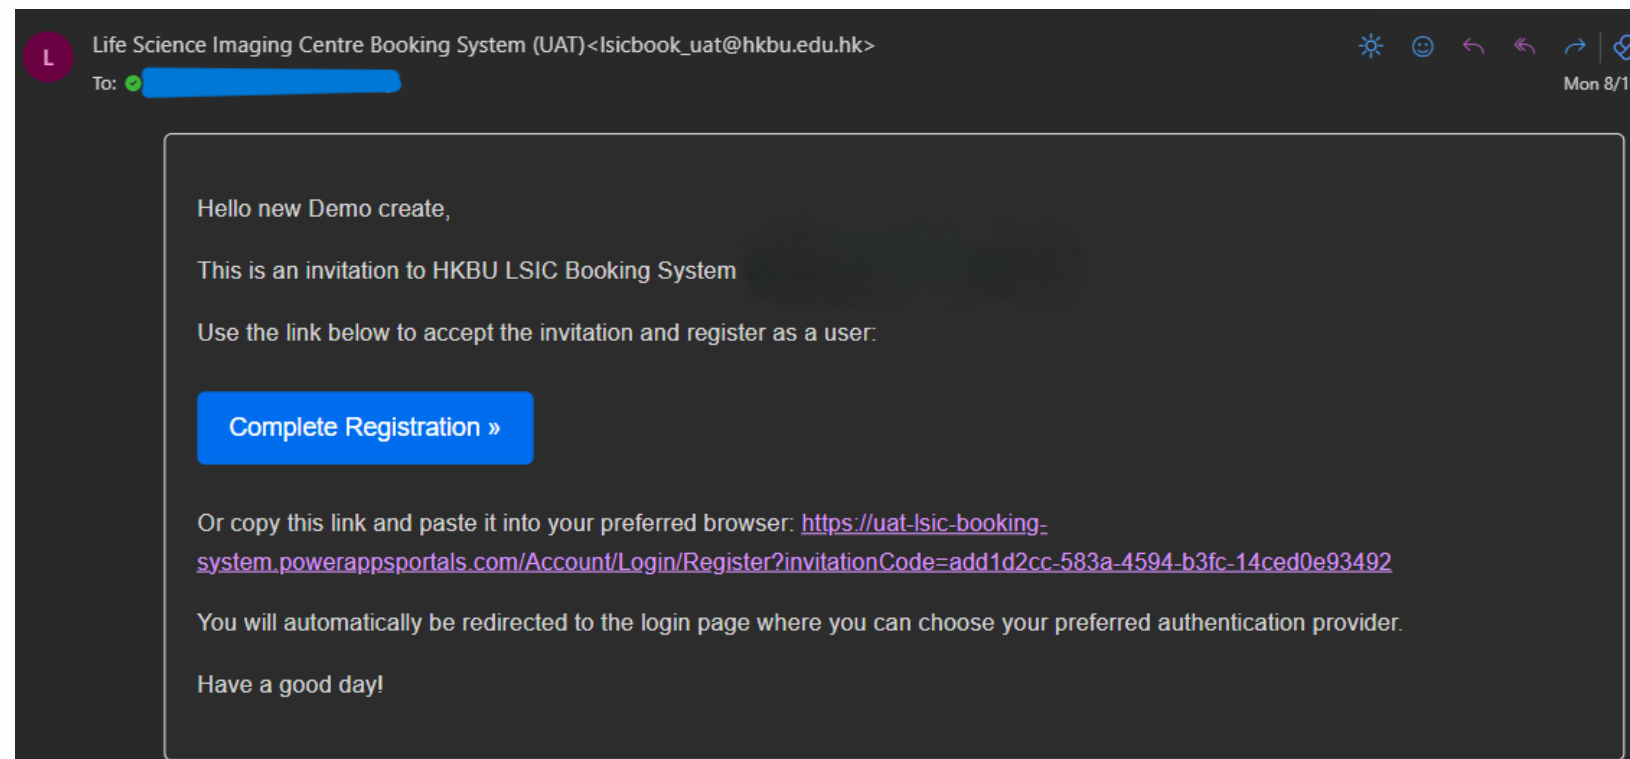 L
Life Science Imaging Centre Booking System (UAT)<lsicbook_uat@hkbu.edu.hk>
To:
Mon 8/1
Hello new Demo create,
This is an invitation to HKBU LSIC Booking System
Use the link below to accept the invitation and register as a user:
Complete Registration »
Or copy this link and paste it into your preferred browser: https://uat-lsic-booking-
system.powerappsportals.com/Account/Login/Register?invitationCode=add1d2cc-583a-4594-b3fc-14ced0e93492
You will automatically be redirected to the login page where you can choose your preferred authentication provider.
Have a good day!